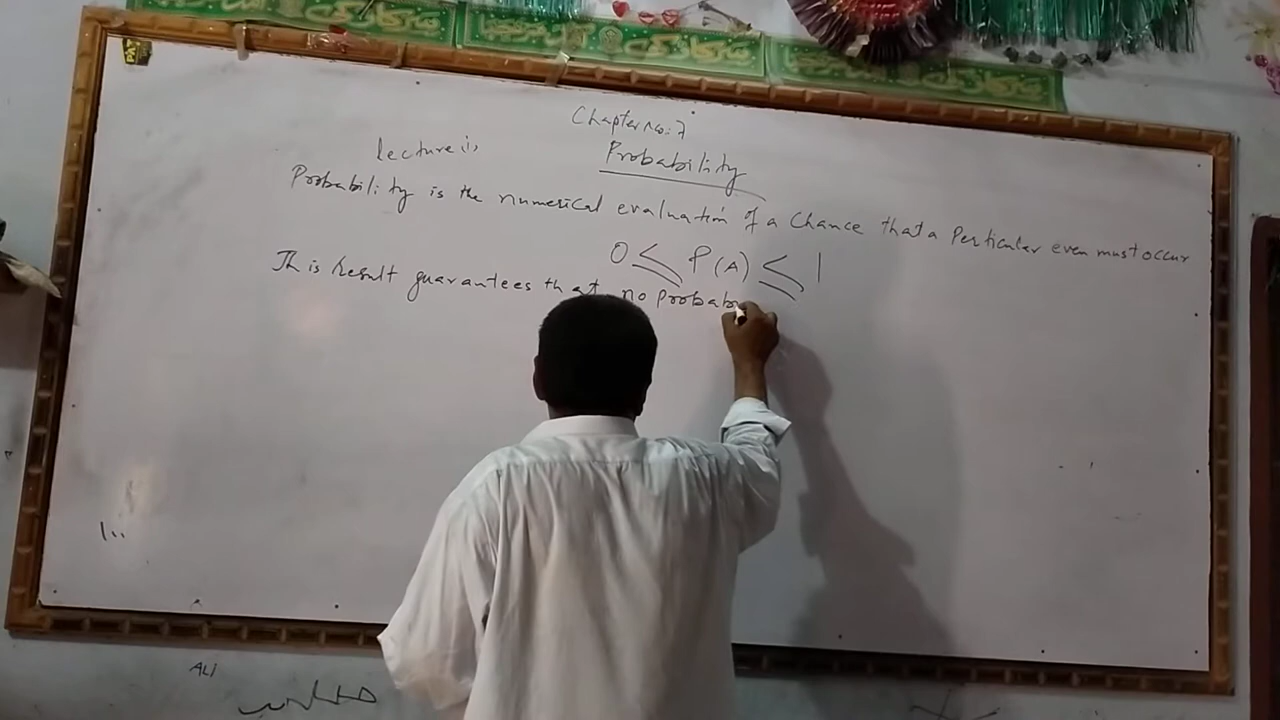 Chapter No: 7
lecture
Probability
Probability is the numerical evaluation of a Chance that a Perticular even must occur
0 ≤ P(A) ≤ 1
This result guarantees that no Probab
۱۰۰
ALI